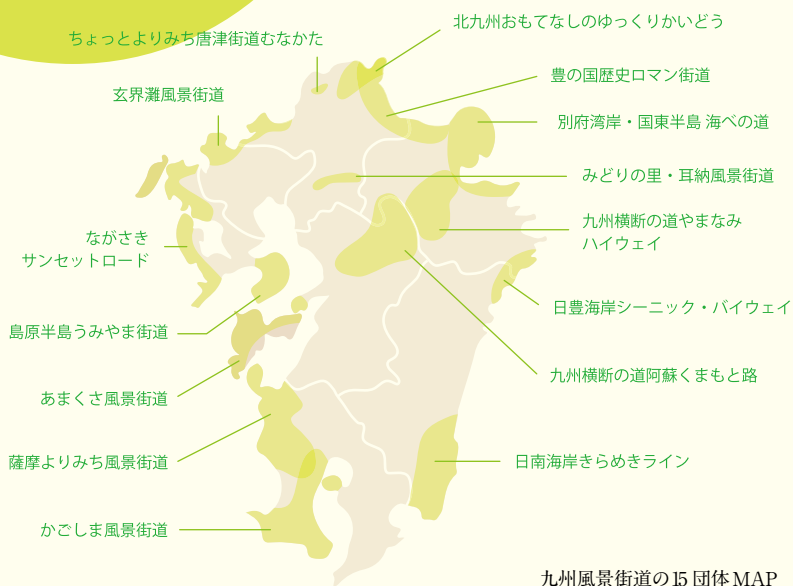 ちょっとよりみち唐津街道むなかた
北九州おもてなしのゆっくりかいどう
玄界灘風景街道
豊の国歴史ロマン街道
別府湾岸・国東半島 海べの道
みどりの里・耳納風景街道
九州横断の道やまなみ
ハイウェイ
ながさき
サンセットロード
日豊海岸シーニック・バイウェイ
島原半島うみやま街道
九州横断の道阿蘇くまもと路
あまくさ風景街道
薩摩よりみち風景街道
日南海岸きらめきライン
かごしま風景街道
九州風景街道の15団体MAP